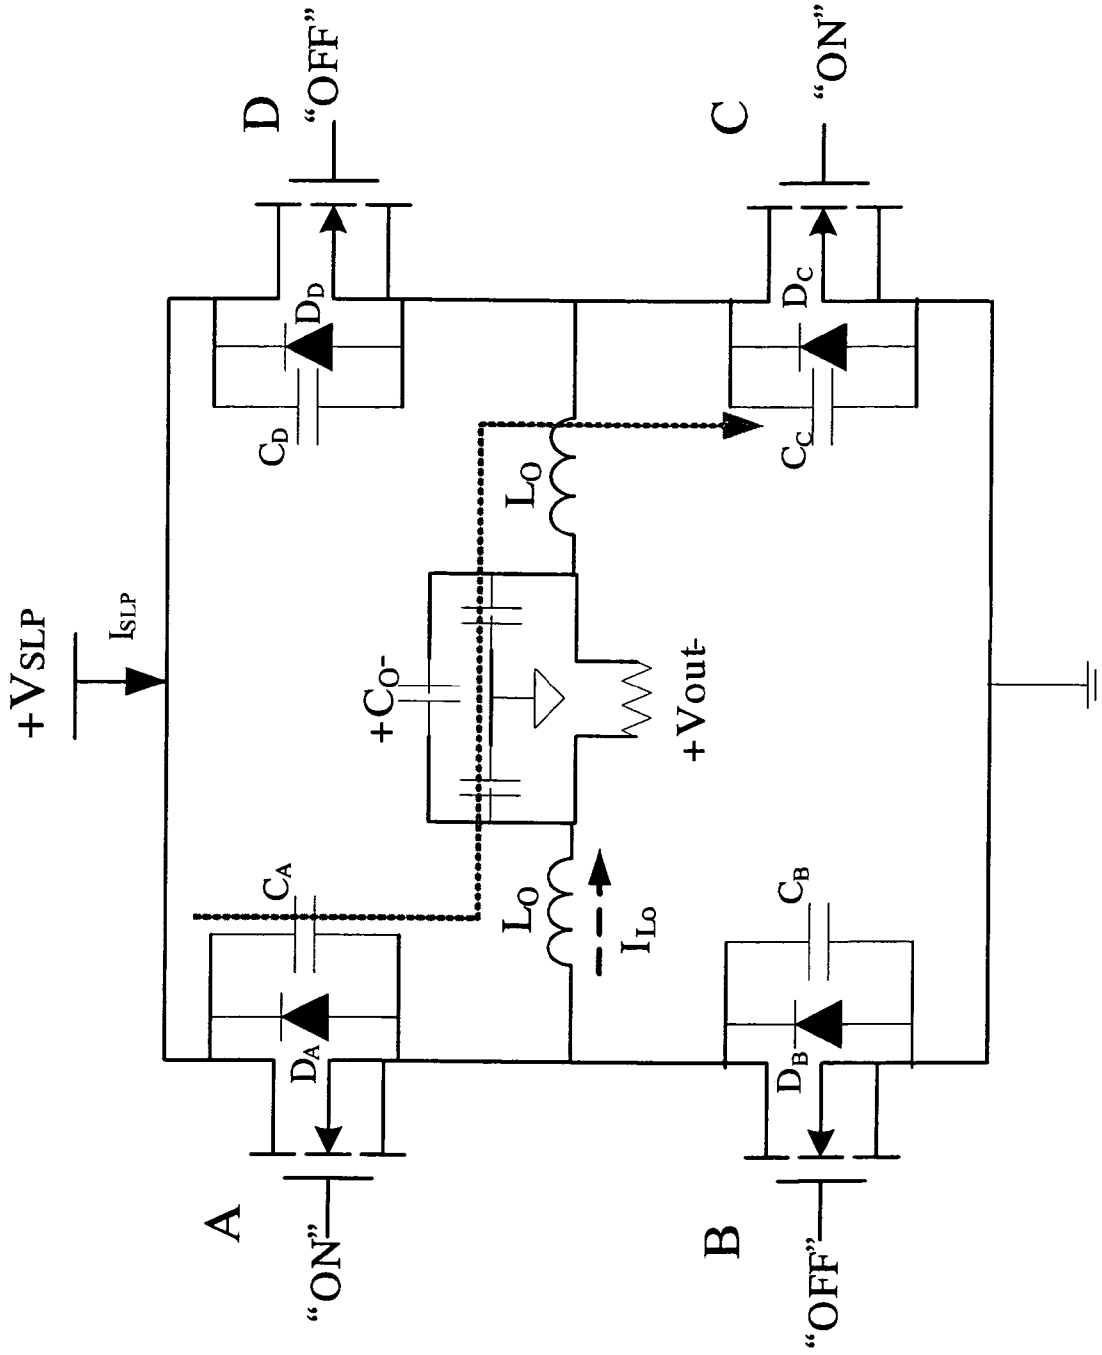 +VSLP
ISLP
A
"ON"
DA
CA
D
"OFF"
DD
CD
+CO-
LO
LO
ILo
+Vout-
B
"OFF"
DB
CB
C
"ON"
DC
CC